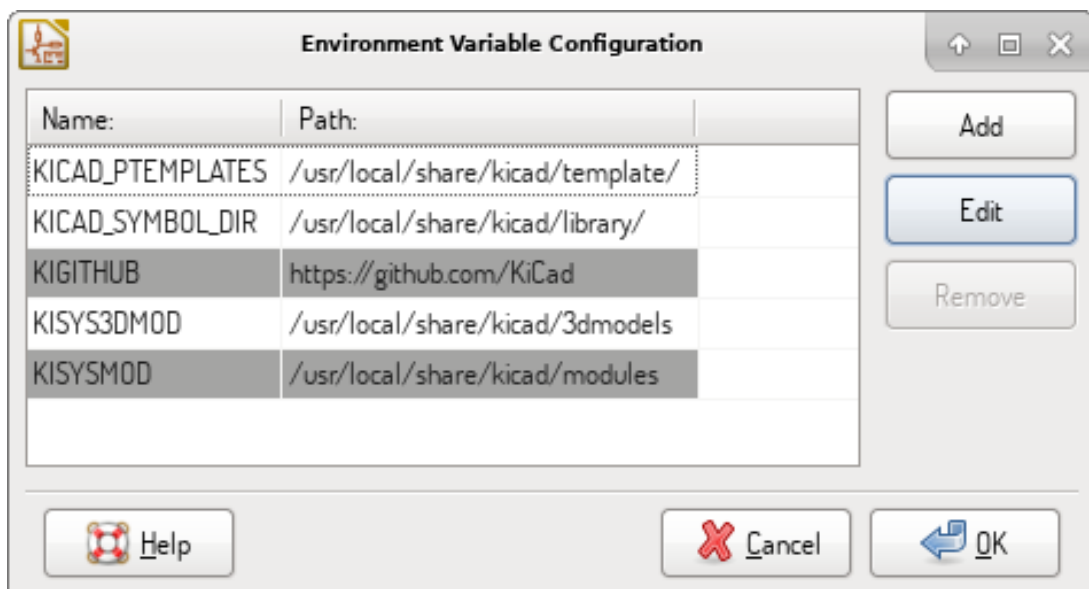 Environment Variable Configuration
Name: Path:
KICAD_PTEMPLATES /usr/local/share/kicad/template/
KICAD_SYMBOL_DIR /usr/local/share/kicad/library/
KIGITHUB https://github.com/KiCad
KISYS3DMOD /usr/local/share/kicad/3dmodels
KISYSMOD /usr/local/share/kicad/modules
Add
Edit
Remove
Help Cancel OK